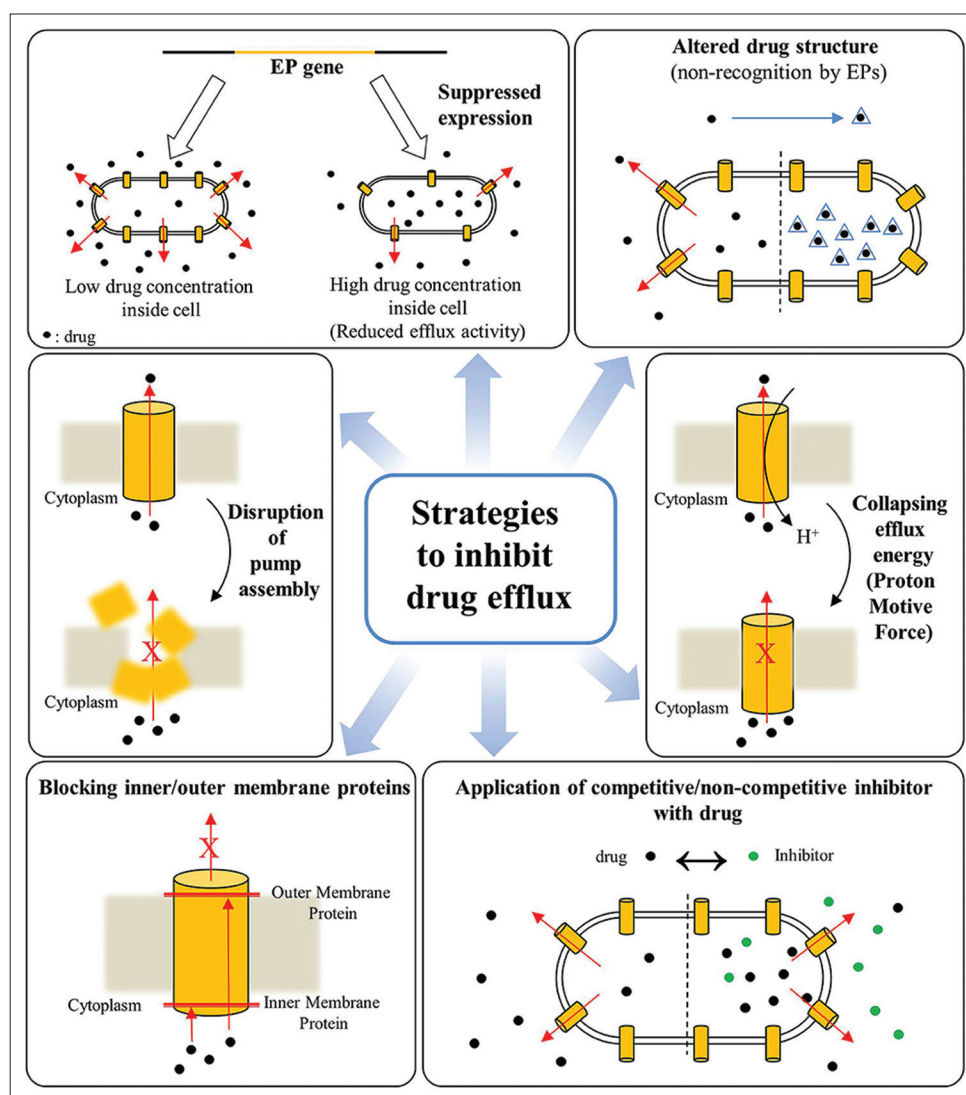 EP gene
Suppressed
expression
Low drug concentration
inside cell
High drug concentration
inside cell
(Reduced efflux activity)
: drug
Altered drug structure
(non-recognition by EPs)
Cytoplasm
Disruption
of
pump
assembly
X
Cytoplasm
Strategies
to inhibit
drug efflux
Cytoplasm
H⁺
Collapsing
efflux
energy
(Proton
Motive
Force)
X
Cytoplasm
Blocking inner/outer membrane proteins
X
Outer Membrane
Protein
Cytoplasm
Inner Membrane
Protein
Application of competitive/non-competitive inhibitor
with drug
drug
Inhibitor